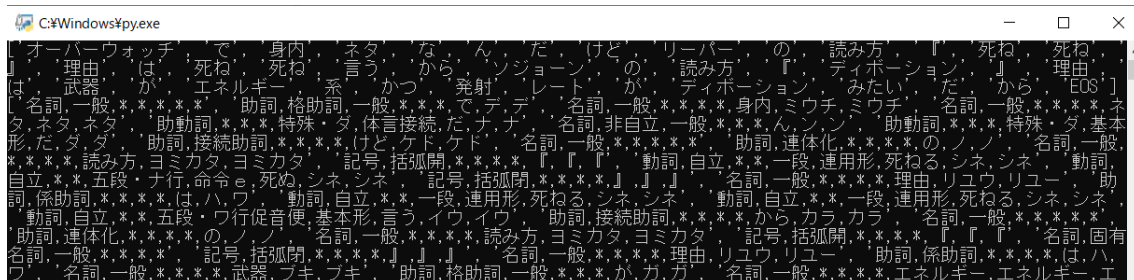 C:¥Windows¥py.exe
['オーバーウォッチ', 'で', '身内', 'ネタ', 'な', 'ん', 'だ', 'けど', 'リーパー', 'の', '読み方', '『', '死ね', '死ね', '
』', '理由', 'は', '死ね', '死ね', '言う', 'から', 'ソジョーン', 'の', '読み方', '『', 'ディボーション', '』', '理由', '
は', '武器', 'が', 'エネルギー', '系', 'かつ', '発射', 'レート', 'が', 'ディボーション', 'みたい', 'だ', 'から', 'EOS']
['名詞,一般,*,*,*,*,*', '助詞,格助詞,一般,*,*,*,で,デ,デ', '名詞,一般,*,*,*,*,身内,ミウチ,ミウチ', '名詞,一般,*,*,*,*,ネ
タ,ネタ,ネタ', '助動詞,*,*,*,特殊・ダ,体言接続,だ,ナ,ナ', '名詞,非自立,一般,*,*,*,ん,ン,ン', '助動詞,*,*,*,特殊・ダ,基本
形,だ,ダ,ダ', '助詞,接続助詞,*,*,*,*,けど,ケド,ケド', '名詞,一般,*,*,*,*,*', '助詞,連体化,*,*,*,*,の,ノ,ノ', '名詞,一般,
*,*,*,*,読み方,ヨミカタ,ヨミカタ', '記号,括弧開,*,*,*,*,『,『,『', '動詞,自立,*,*,一段,連用形,死ねる,シネ,シネ', '動詞,
自立,*,*,五段・ナ行,命令ｅ,死ぬ,シネ,シネ', '記号,括弧閉,*,*,*,*,』,』,』', '名詞,一般,*,*,*,*,理由,リユウ,リユー', '助
詞,係助詞,*,*,*,*,は,ハ,ワ', '動詞,自立,*,*,一段,連用形,死ねる,シネ,シネ', '動詞,自立,*,*,一段,連用形,死ねる,シネ,シネ',
'動詞,自立,*,*,五段・ワ行促音便,基本形,言う,イウ,イウ', '助詞,接続助詞,*,*,*,*,から,カラ,カラ', '名詞,一般,*,*,*,*,*',
'助詞,連体化,*,*,*,*,の,ノ,ノ', '名詞,一般,*,*,*,*,読み方,ヨミカタ,ヨミカタ', '記号,括弧開,*,*,*,*,『,『,『', '名詞,固有
名詞,一般,*,*,*,*', '記号,括弧閉,*,*,*,*,』,』,』', '名詞,一般,*,*,*,*,理由,リユウ,リユー', '助詞,係助詞,*,*,*,*,は,ハ,
ワ', '名詞,一般,*,*,*,*,武器,ブキ,ブキ', '助詞,格助詞,一般,*,*,*,が,ガ,ガ', '名詞,一般,*,*,*,*,エネルギー,エネルギー,エ